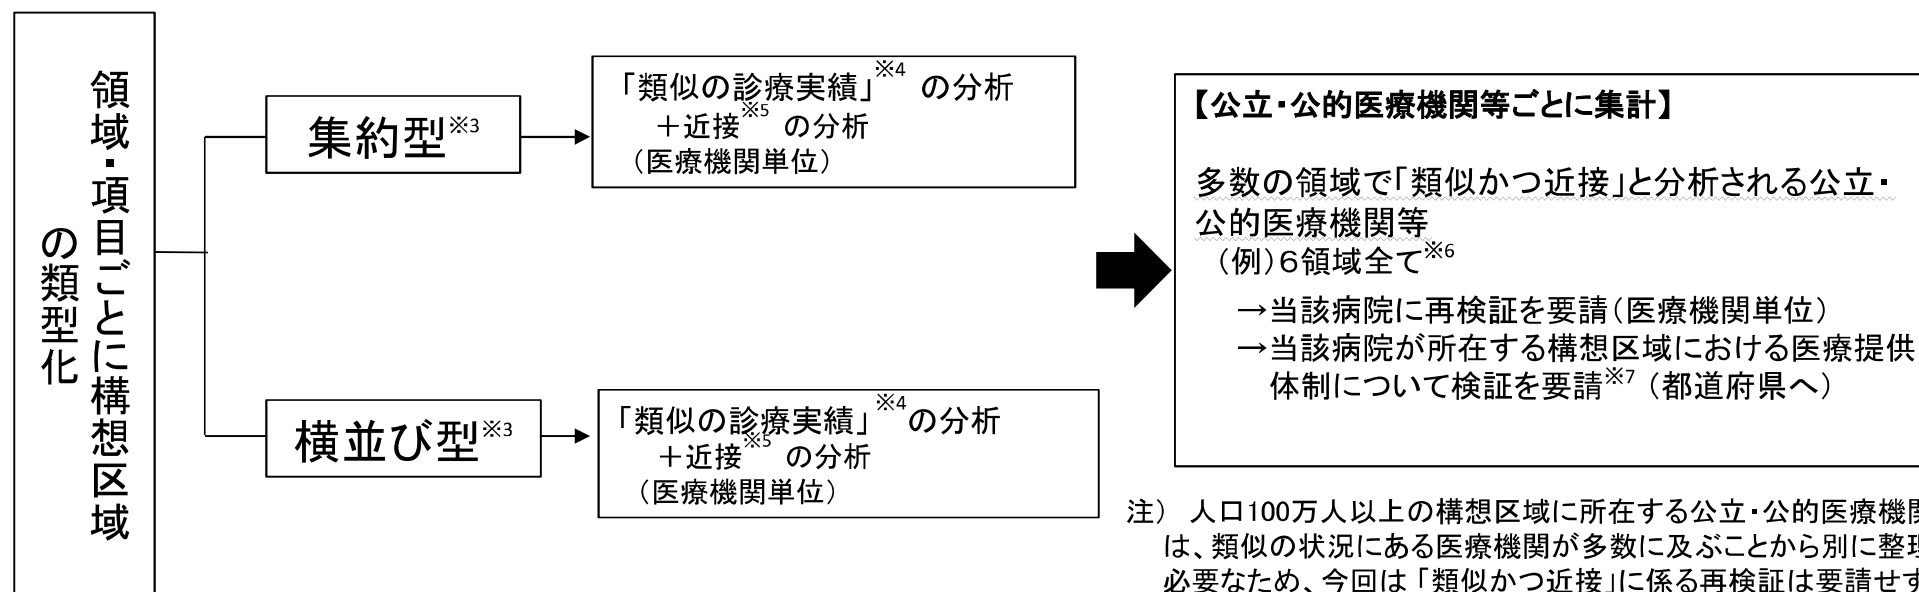 領域・項目ごとに構想区域
の類型化
集約型※3
「類似の診療実績」※4 の分析
＋近接※5 の分析
（医療機関単位）
横並び型※3
「類似の診療実績」※4の分析
＋近接※5 の分析
（医療機関単位）
【公立・公的医療機関等ごとに集計】
多数の領域で「類似かつ近接」と分析される公立・
公的医療機関等
（例）６領域全て※6
→当該病院に再検証を要請（医療機関単位）
→当該病院が所在する構想区域における医療提供
体制について検証を要請※7（都道府県へ）
注） 人口100万人以上の構想区域に所在する公立・公的医療機関
は、類似の状況にある医療機関が多数に及ぶことから別に整理
必要なため、今回は「類似かつ近接」に係る再検証は要請せず